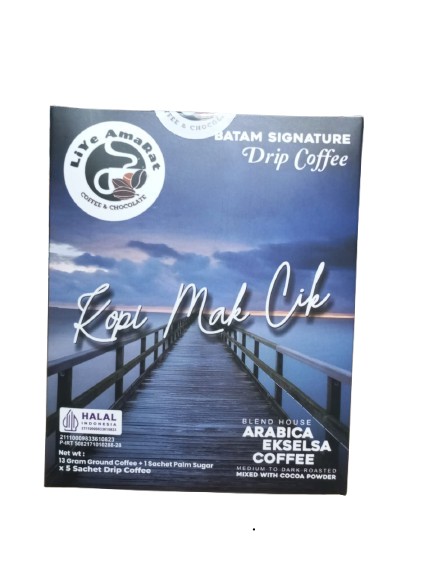 LiYe AmaRat
COFFEE & CHOCOLATE
BATAM SIGNATURE
Drip Coffee
Kopi Mak Cik
HALAL
INDONESIA
BLEND HOUSE
ARABICA
EKSELSA
COFFEE
MEDIUM TO DARK ROASTED
MIXED WITH COCOA POWDER
Net wt :
13 Gram Ground Coffee + 1 Sachet Palm Sugar
x 5 Sachet Drip Coffee